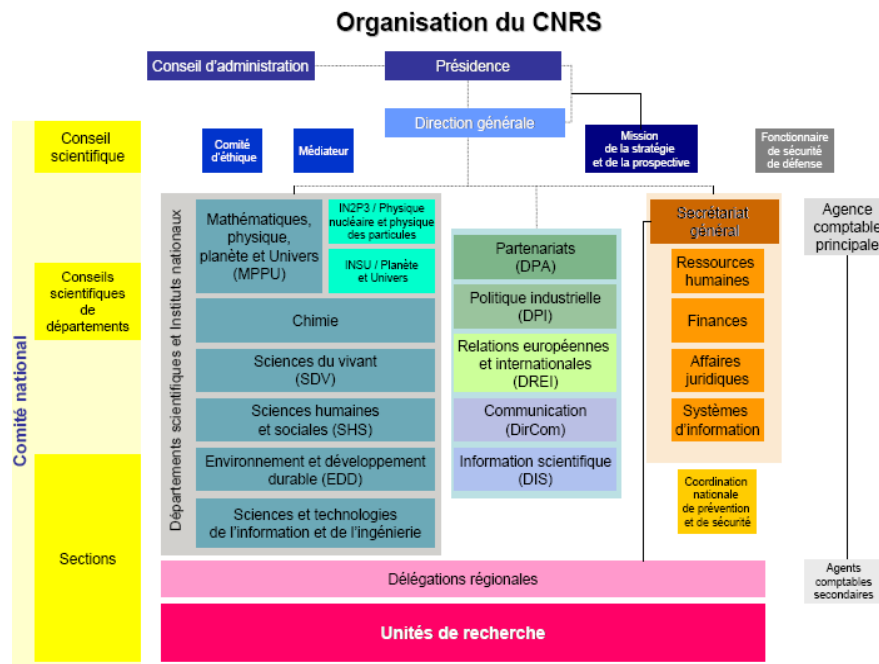 Organisation du CNRS
Conseil d'administration
Présidence
Direction générale
Conseil
scientifique
Comité
d'éthique
Médiateur
Mission
de la stratégie
et de la prospective
Fonctionnaire
de sécurité
de défense
Comité national
Conseils
scientifiques
de
départements
Sections
Départements scientifiques et Instituts nationaux
Mathématiques,
physique,
planète et Univers
(MPPU)
IN2P3 / Physique
nucléaire et physique
des particules
INSU / Planète
et Univers
Chimie
Sciences du vivant
(SDV)
Sciences humaines
et sociales (SHS)
Environnement et développement
durable (EDD)
Sciences et technologies
de l'information et de l'ingénierie
Partenariats
(DPA)
Politique industrielle
(DPI)
Relations européennes
et internationales
(DREI)
Communication
(DirCom)
Information scientifique
(DIS)
Secrétariat
général
Ressources
humaines
Finances
Affaires
juridiques
Systèmes
d'information
Coordination
nationale
de prévention
et de sécurité
Agence
comptable
principale
Agents
comptables
secondaires
Délégations régionales
Unités de recherche